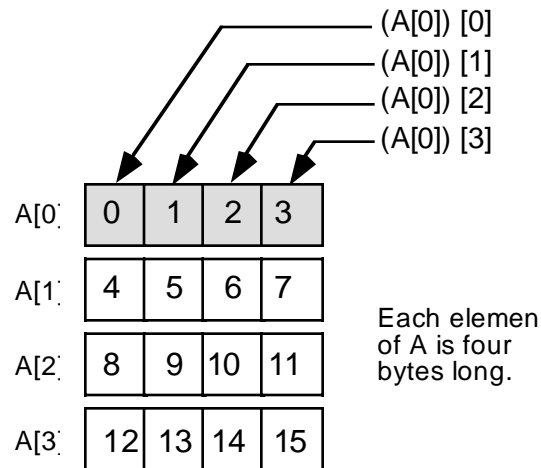 (A[0]) [0]
(A[0]) [1]
(A[0]) [2]
(A[0]) [3]
A[0] 0 1 2 3
A[1] 4 5 6 7
A[2] 8 9 10 11
A[3] 12 13 14 15
Each elemen
of A is four
bytes long.